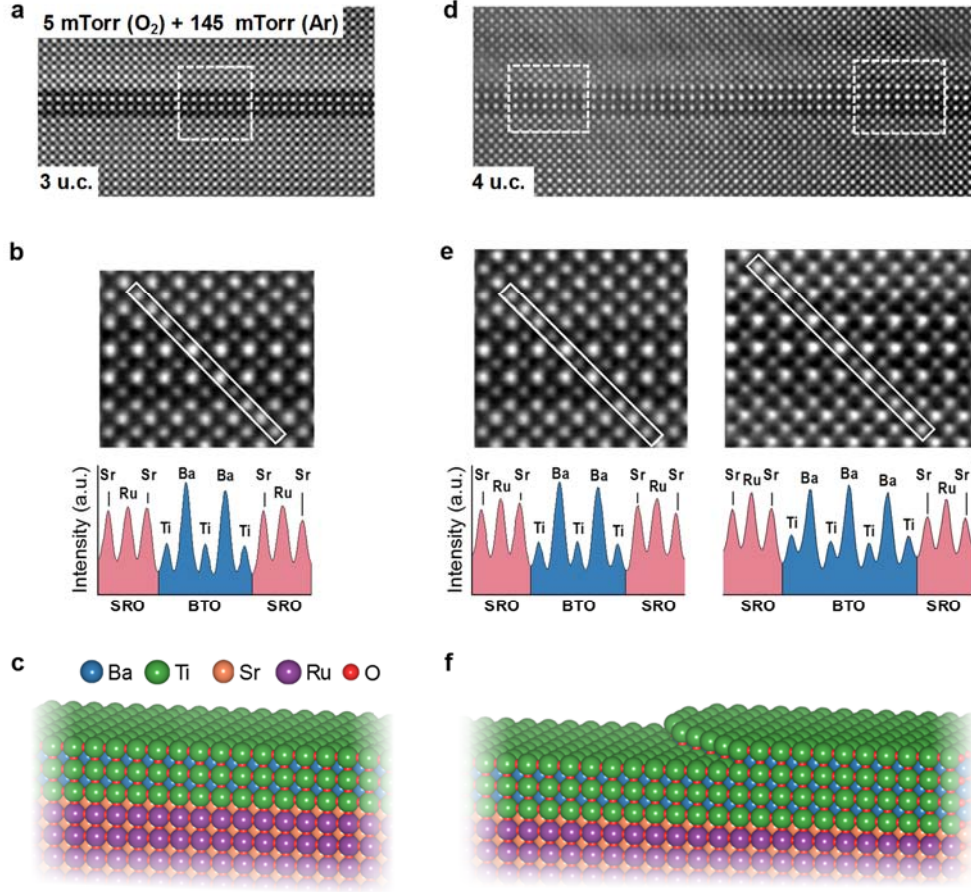 a
5 mTorr (O₂) + 145 mTorr (Ar)
3 u.c.
d
4 u.c.
b
Intensity (a.u.)
Sr Ru Sr Ti Ba Ti Ba Ti Sr Ru Sr
SRO BTO SRO
e
Intensity (a.u.)
Sr Ru Sr Ti Ba Ti Ba Ti Sr Ru Sr
SRO BTO SRO
Sr Ru Sr Ti Ba Ti Ba Ti Ba Ti Sr Ru Sr
SRO BTO SRO
c
Ba Ti Sr Ru O
f